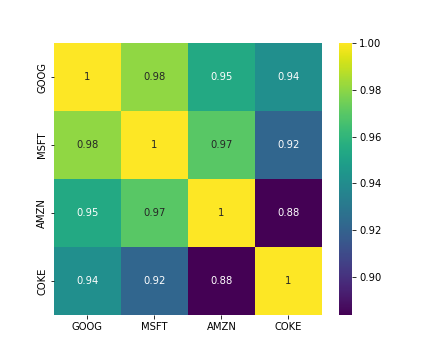 GOOG 1 0.98 0.95 0.94
MSFT 0.98 1 0.97 0.92
AMZN 0.95 0.97 1 0.88
COKE 0.94 0.92 0.88 1
GOOG MSFT AMZN COKE
1.00
0.98
0.96
0.94
0.92
0.90